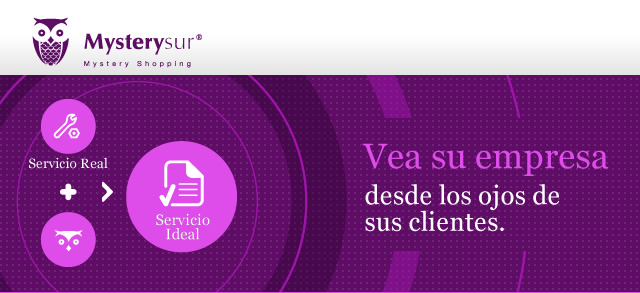 Mysterysur®
Mystery Shopping
Servicio Real
Servicio
Ideal
Vea su empresa
desde los ojos de
sus clientes.